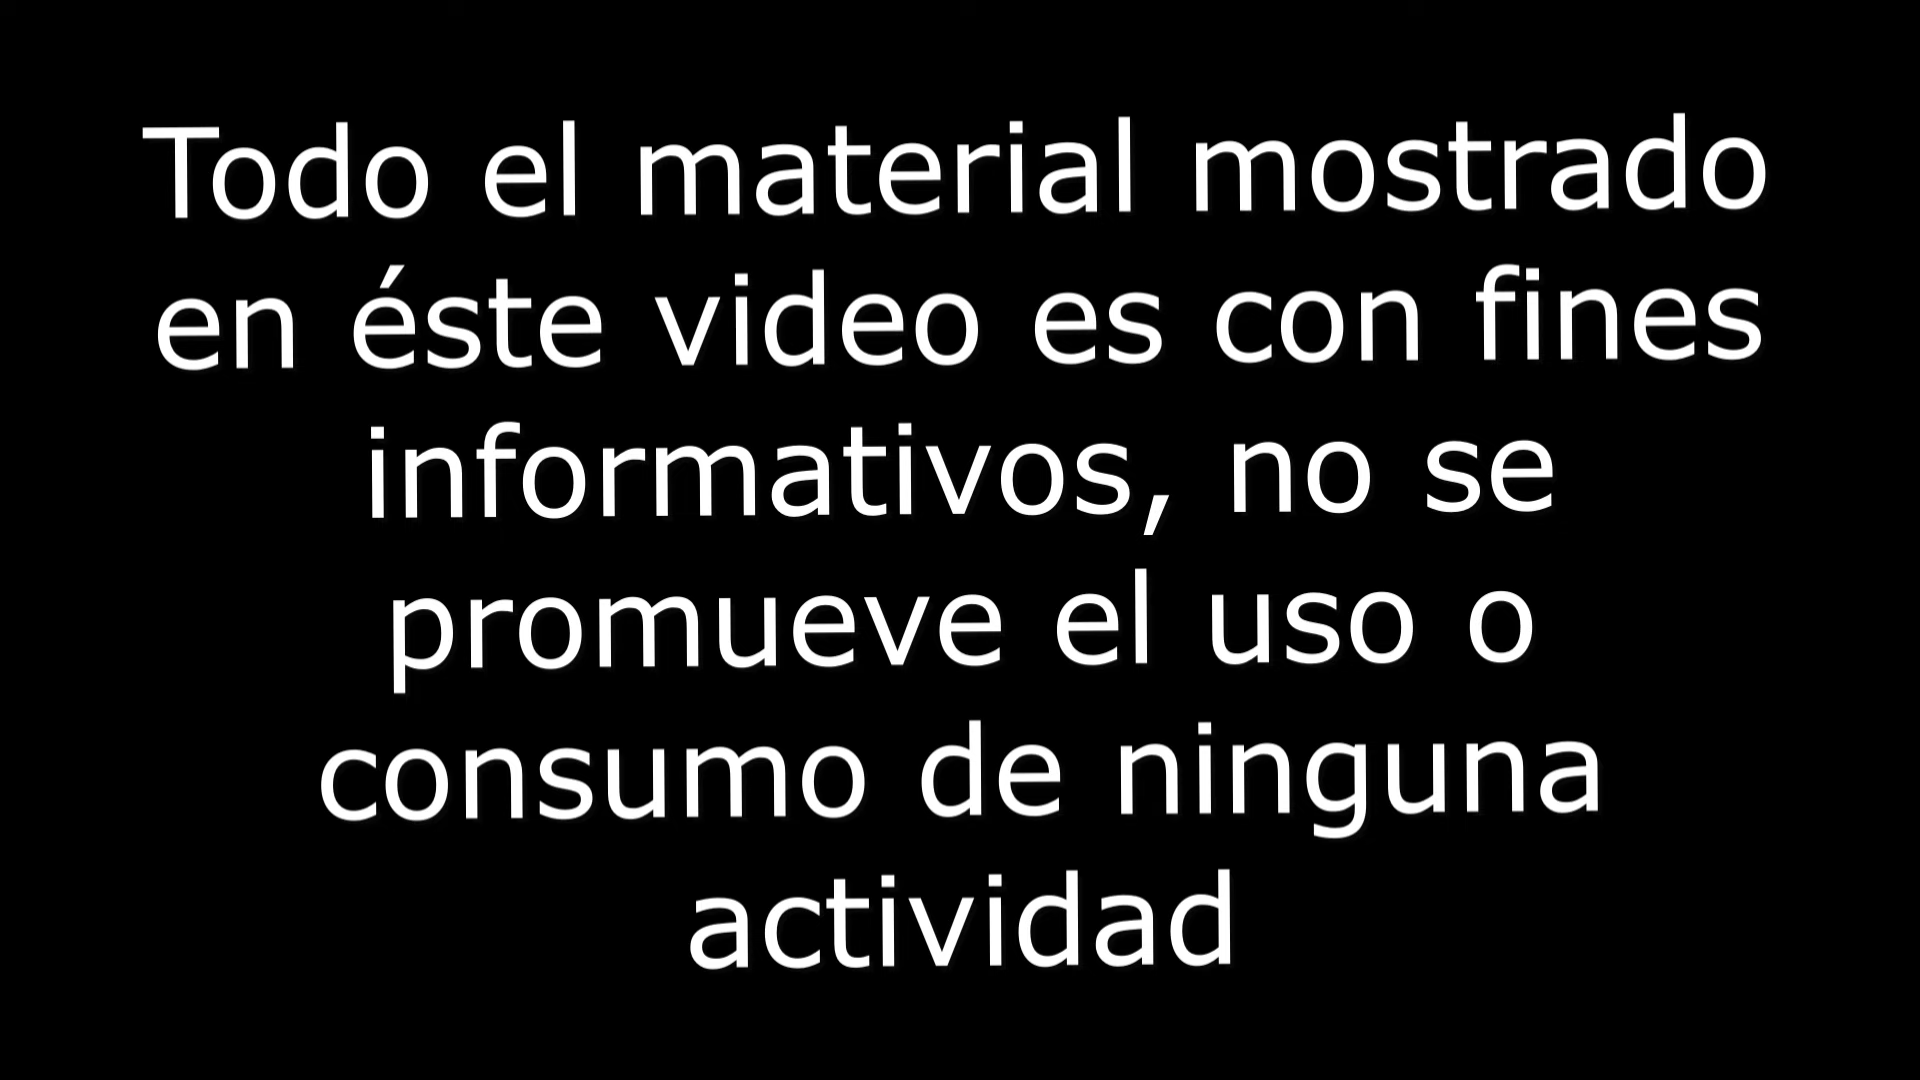 Todo el material mostrado
en éste video es con fines
informativos, no se
promueve el uso o
consumo de ninguna
actividad